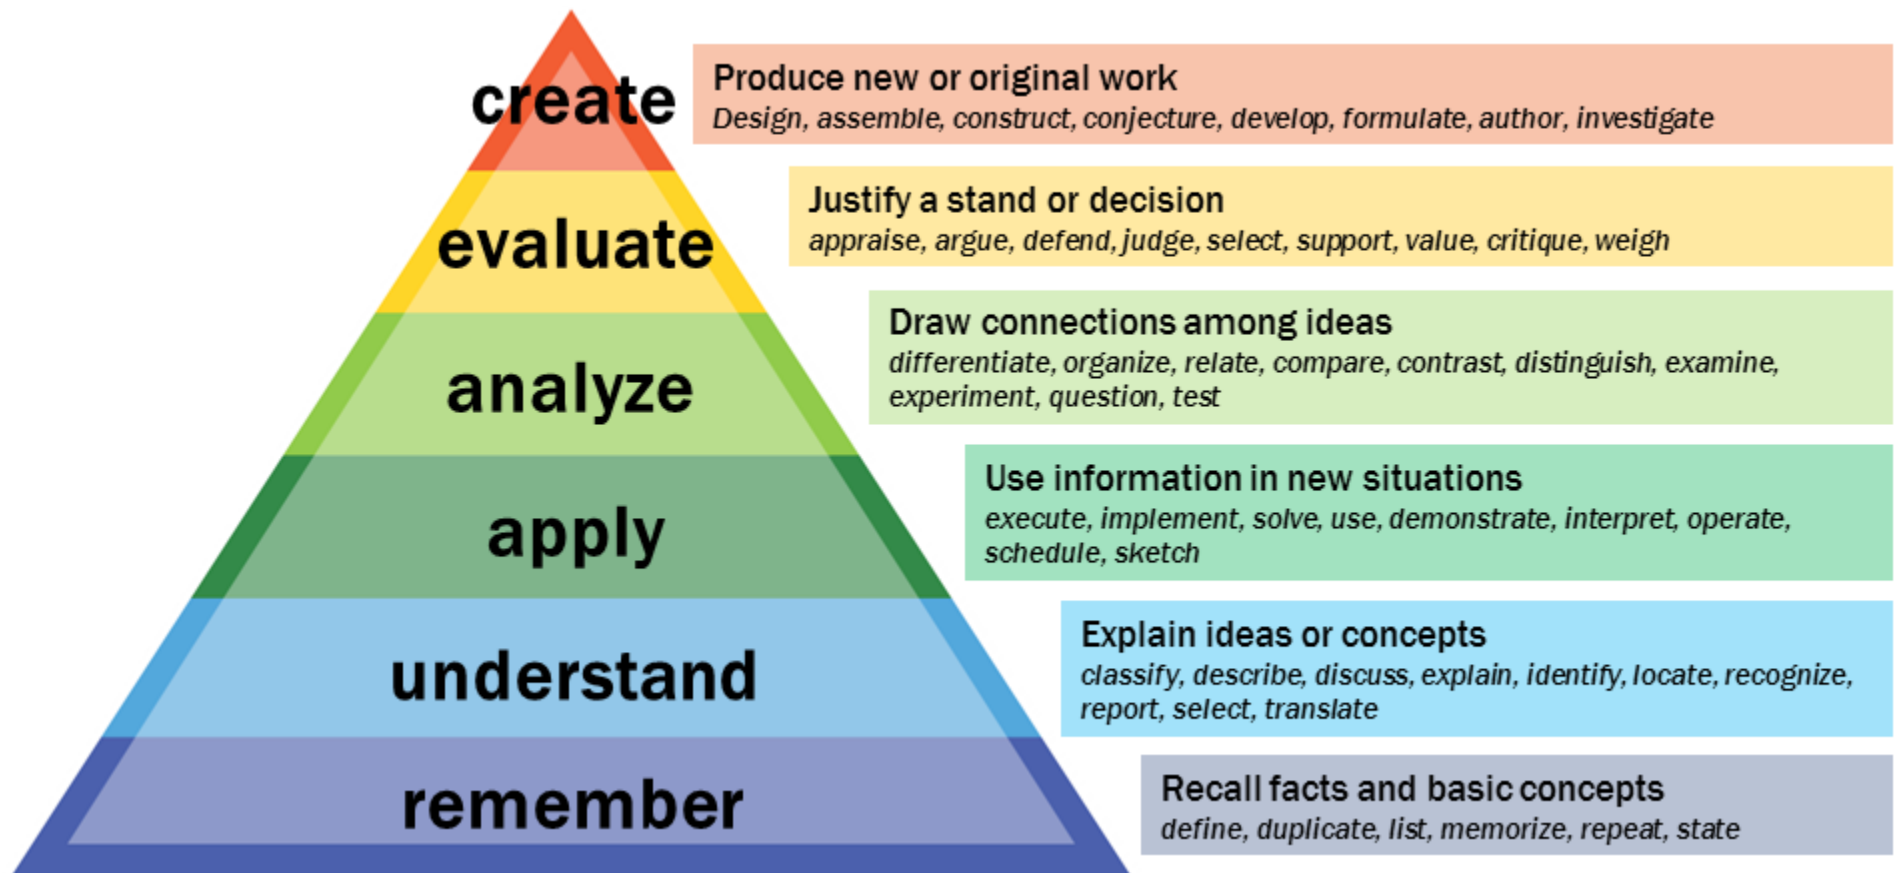 create
Produce new or original work
Design, assemble, construct, conjecture, develop, formulate, author, investigate
evaluate
Justify a stand or decision
appraise, argue, defend, judge, select, support, value, critique, weigh
analyze
Draw connections among ideas
differentiate, organize, relate, compare, contrast, distinguish, examine,
experiment, question, test
apply
Use information in new situations
execute, implement, solve, use, demonstrate, interpret, operate,
schedule, sketch
understand
Explain ideas or concepts
classify, describe, discuss, explain, identify, locate, recognize,
report, select, translate
remember
Recall facts and basic concepts
define, duplicate, list, memorize, repeat, state